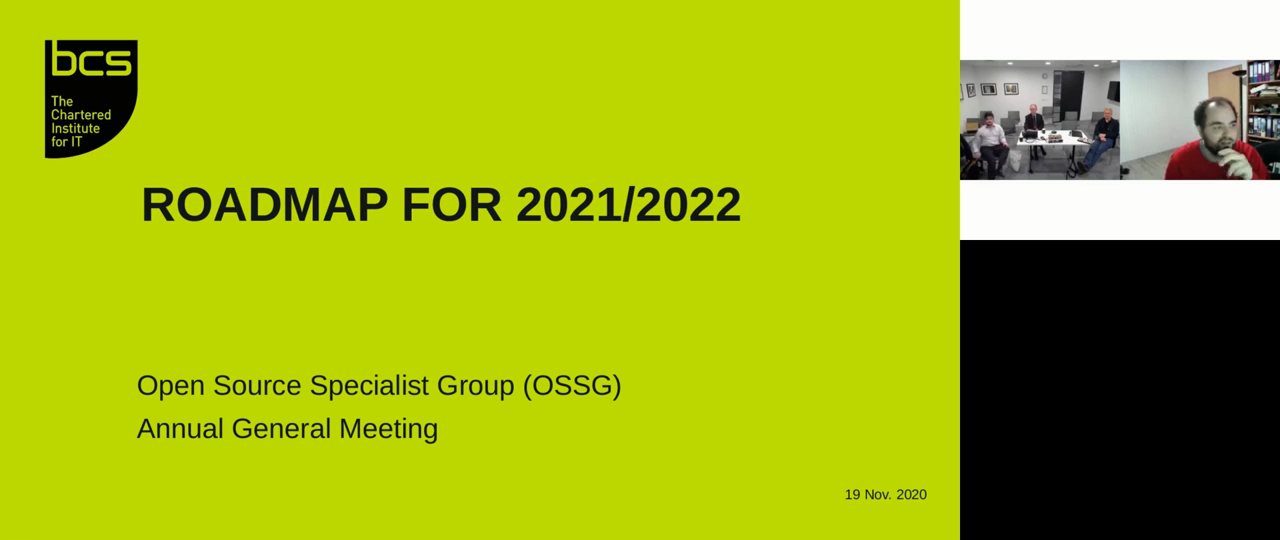 bcs
The
Chartered
Institute
for IT
ROADMAP FOR 2021/2022
Open Source Specialist Group (OSSG)
Annual General Meeting
19 Nov. 2020